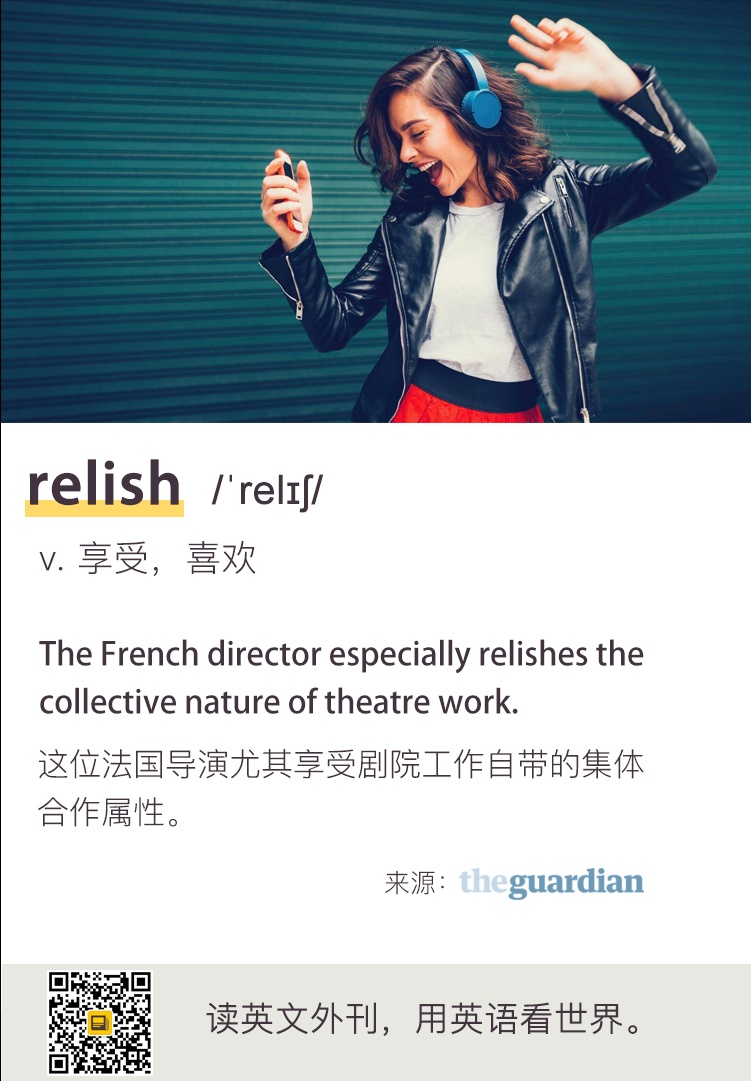 relish /ˈrelɪʃ/
v. 享受，喜欢
The French director especially relishes the
collective nature of theatre work.
这位法国导演尤其享受剧院工作自带的集体
合作属性。
来源：theguardian
读英文外刊，用英语看世界。